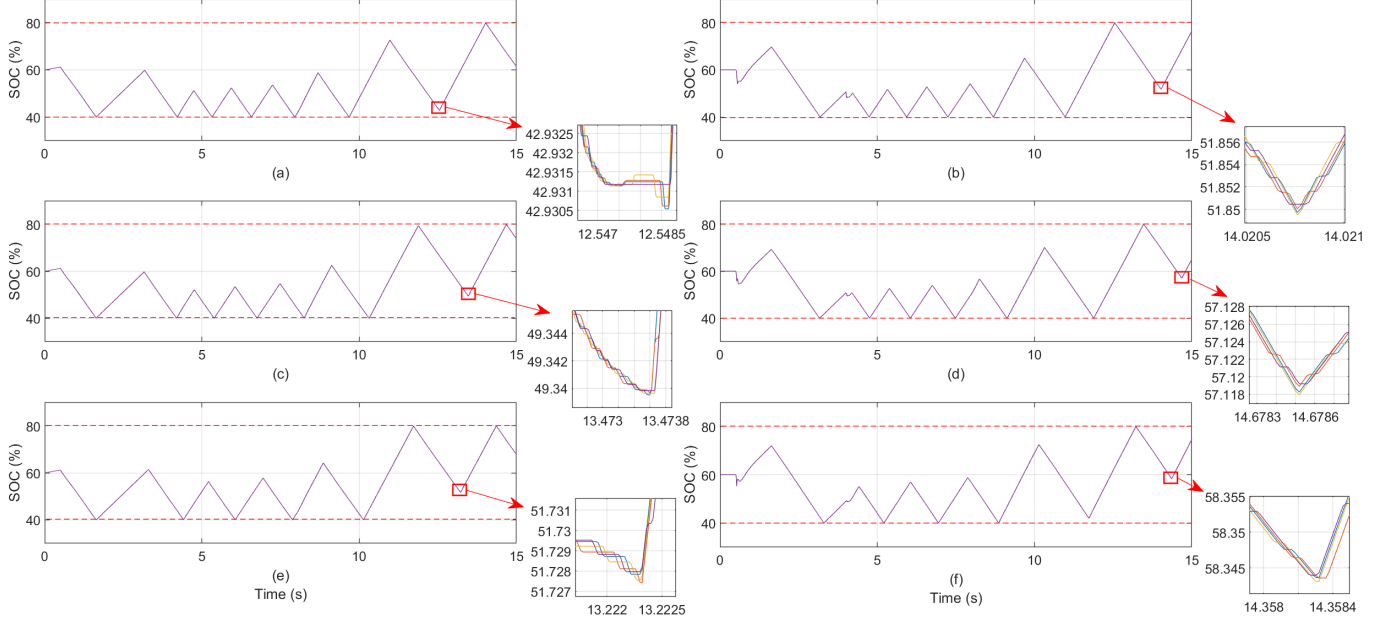 80
60
40
SOC (%)
0 5 10 15
(a)
42.9325
42.932
42.9315
42.931
42.9305
12.547 12.5485
80
60
40
SOC (%)
0 5 10 15
(b)
51.856
51.854
51.852
51.85
14.0205 14.021
80
60
40
SOC (%)
0 5 10 15
(c)
49.344
49.342
49.34
13.473 13.4738
80
60
40
SOC (%)
0 5 10 15
(d)
57.128
57.126
57.124
57.122
57.12
57.118
14.6783 14.6786
80
60
40
SOC (%)
0 5 10 15
(e)
Time (s)
51.731
51.73
51.729
51.728
51.727
13.222 13.2225
80
60
40
SOC (%)
0 5 10 15
(f)
Time (s)
58.355
58.35
58.345
14.358 14.3584